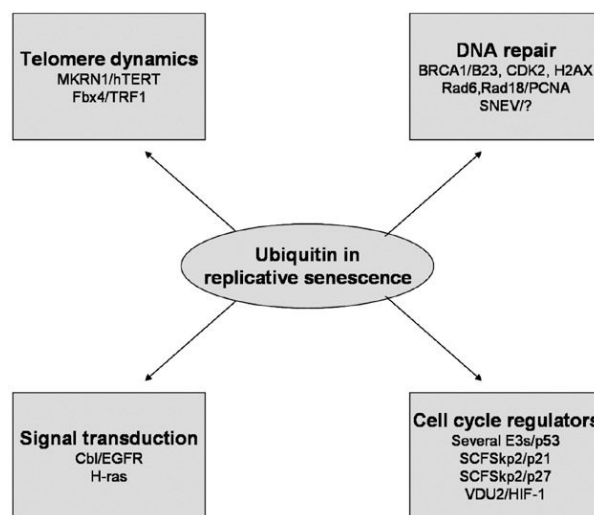 Telomere dynamics
MKRN1/hTERT
Fbx4/TRF1
DNA repair
BRCA1/B23, CDK2, H2AX
Rad6,Rad18/PCNA
SNEV/?
Ubiquitin in
replicative senescence
Signal transduction
Cbl/EGFR
H-ras
Cell cycle regulators
Several E3s/p53
SCFSkp2/p21
SCFSkp2/p27
VDU2/HIF-1